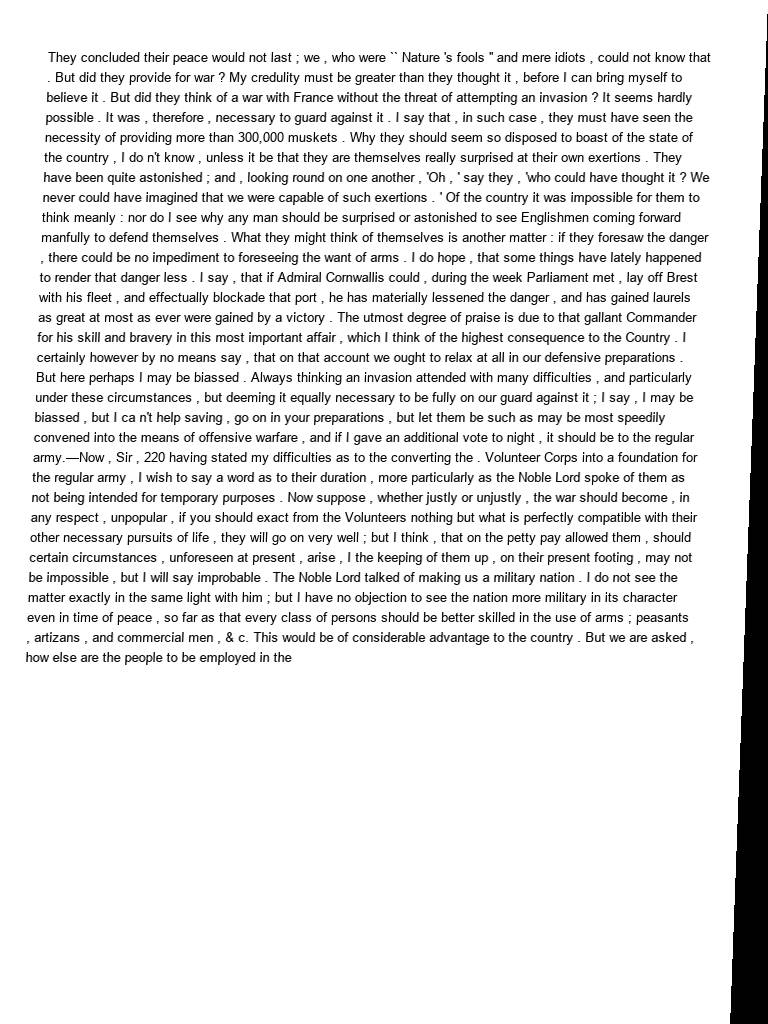 They concluded their peace would not last ; we , who were `` Nature 's fools '' and mere idiots , could not know that
. But did they provide for war ? My credulity must be greater than they thought it , before I can bring myself to
believe it . But did they think of a war with France without the threat of attempting an invasion ? It seems hardly
possible . It was , therefore , necessary to guard against it . I say that , in such case , they must have seen the
necessity of providing more than 300,000 muskets . Why they should seem so disposed to boast of the state of
the country , I do n't know , unless it be that they are themselves really surprised at their own exertions . They
have been quite astonished ; and , looking round on one another , 'Oh , ' say they , 'who could have thought it ? We
never could have imagined that we were capable of such exertions . ' Of the country it was impossible for them to
think meanly : nor do I see why any man should be surprised or astonished to see Englishmen coming forward
manfully to defend themselves . What they might think of themselves is another matter : if they foresaw the danger
, there could be no impediment to foreseeing the want of arms . I do hope , that some things have lately happened
to render that danger less . I say , that if Admiral Cornwallis could , during the week Parliament met , lay off Brest
with his fleet , and effectually blockade that port , he has materially lessened the danger , and has gained laurels
as great at most as ever were gained by a victory . The utmost degree of praise is due to that gallant Commander
for his skill and bravery in this most important affair , which I think of the highest consequence to the Country . I
certainly however by no means say , that on that account we ought to relax at all in our defensive preparations .
But here perhaps I may be biassed . Always thinking an invasion attended with many difficulties , and particularly
under these circumstances , but deeming it equally necessary to be fully on our guard against it ; I say , I may be
biassed , but I ca n't help saving , go on in your preparations , but let them be such as may be most speedily
convened into the means of offensive warfare , and if I gave an additional vote to night , it should be to the regular
army.—Now , Sir , 220 having stated my difficulties as to the converting the . Volunteer Corps into a foundation for
the regular army , I wish to say a word as to their duration , more particularly as the Noble Lord spoke of them as
not being intended for temporary purposes . Now suppose , whether justly or unjustly , the war should become , in
any respect , unpopular , if you should exact from the Volunteers nothing but what is perfectly compatible with their
other necessary pursuits of life , they will go on very well ; but I think , that on the petty pay allowed them , should
certain circumstances , unforeseen at present , arise , I the keeping of them up , on their present footing , may not
be impossible , but I will say improbable . The Noble Lord talked of making us a military nation . I do not see the
matter exactly in the same light with him ; but I have no objection to see the nation more military in its character
even in time of peace , so far as that every class of persons should be better skilled in the use of arms ; peasants
, artizans , and commercial men , & c. This would be of considerable advantage to the country . But we are asked ,
how else are the people to be employed in the